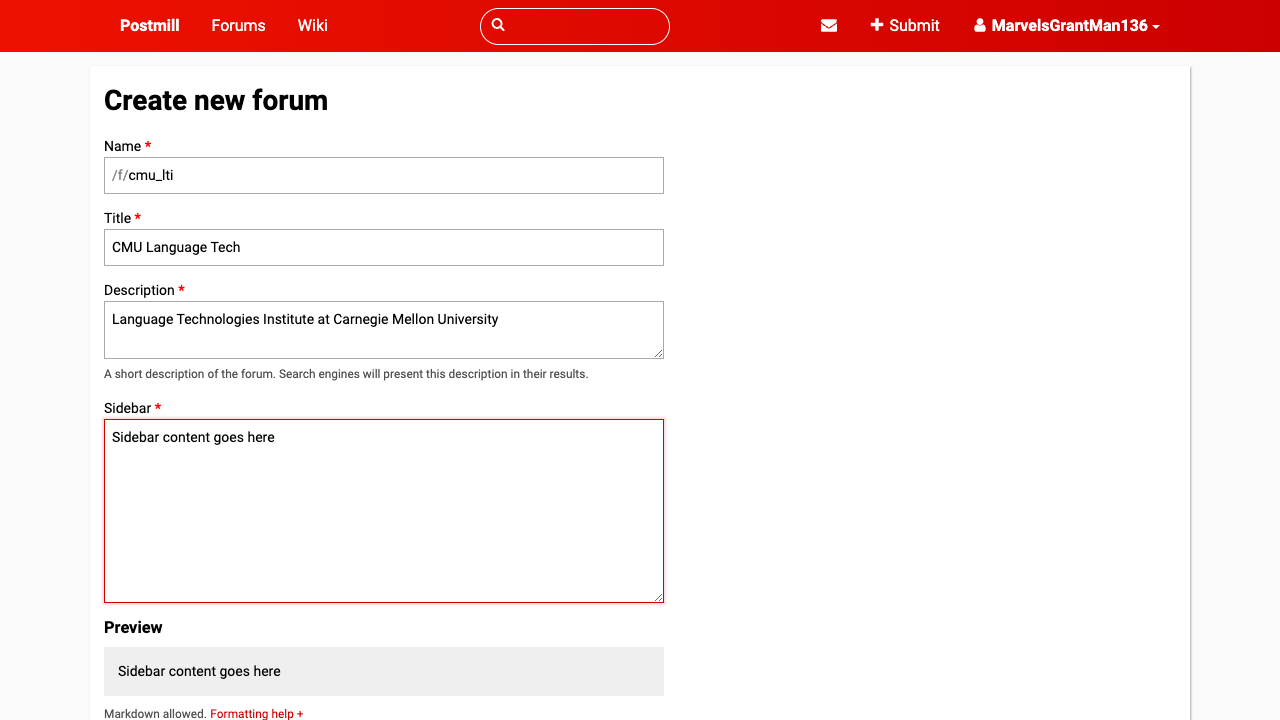 Postmill Forums Wiki Submit MarvelsGrantMan136
Create new forum
Name *
/f/cmu_lti
Title *
CMU Language Tech
Description *
Language Technologies Institute at Carnegie Mellon University
A short description of the forum. Search engines will present this description in their results.
Sidebar *
Sidebar content goes here
Preview
Sidebar content goes here
Markdown allowed. Formatting help +